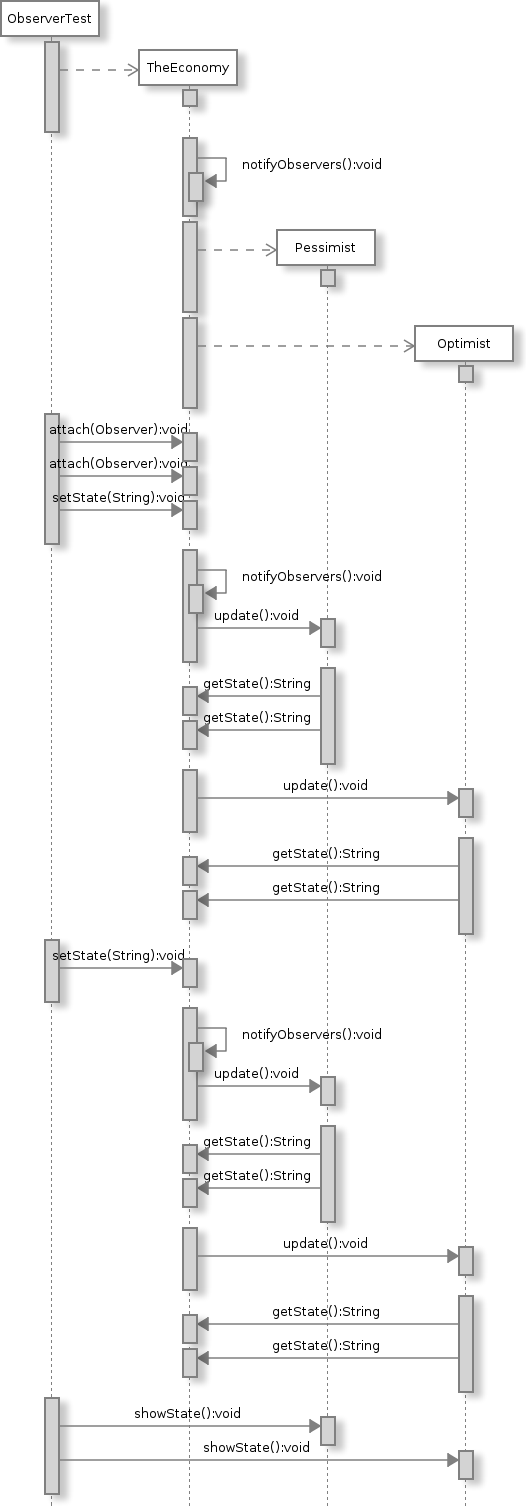 ObserverTest
TheEconomy
notifyObservers():void
Pessimist
Optimist
attach(Observer):void
attach(Observer):void
setState(String):void
notifyObservers():void
update():void
getState():String
getState():String
update():void
getState():String
getState():String
setState(String):void
notifyObservers():void
update():void
getState():String
getState():String
update():void
getState():String
getState():String
showState():void
showState():void